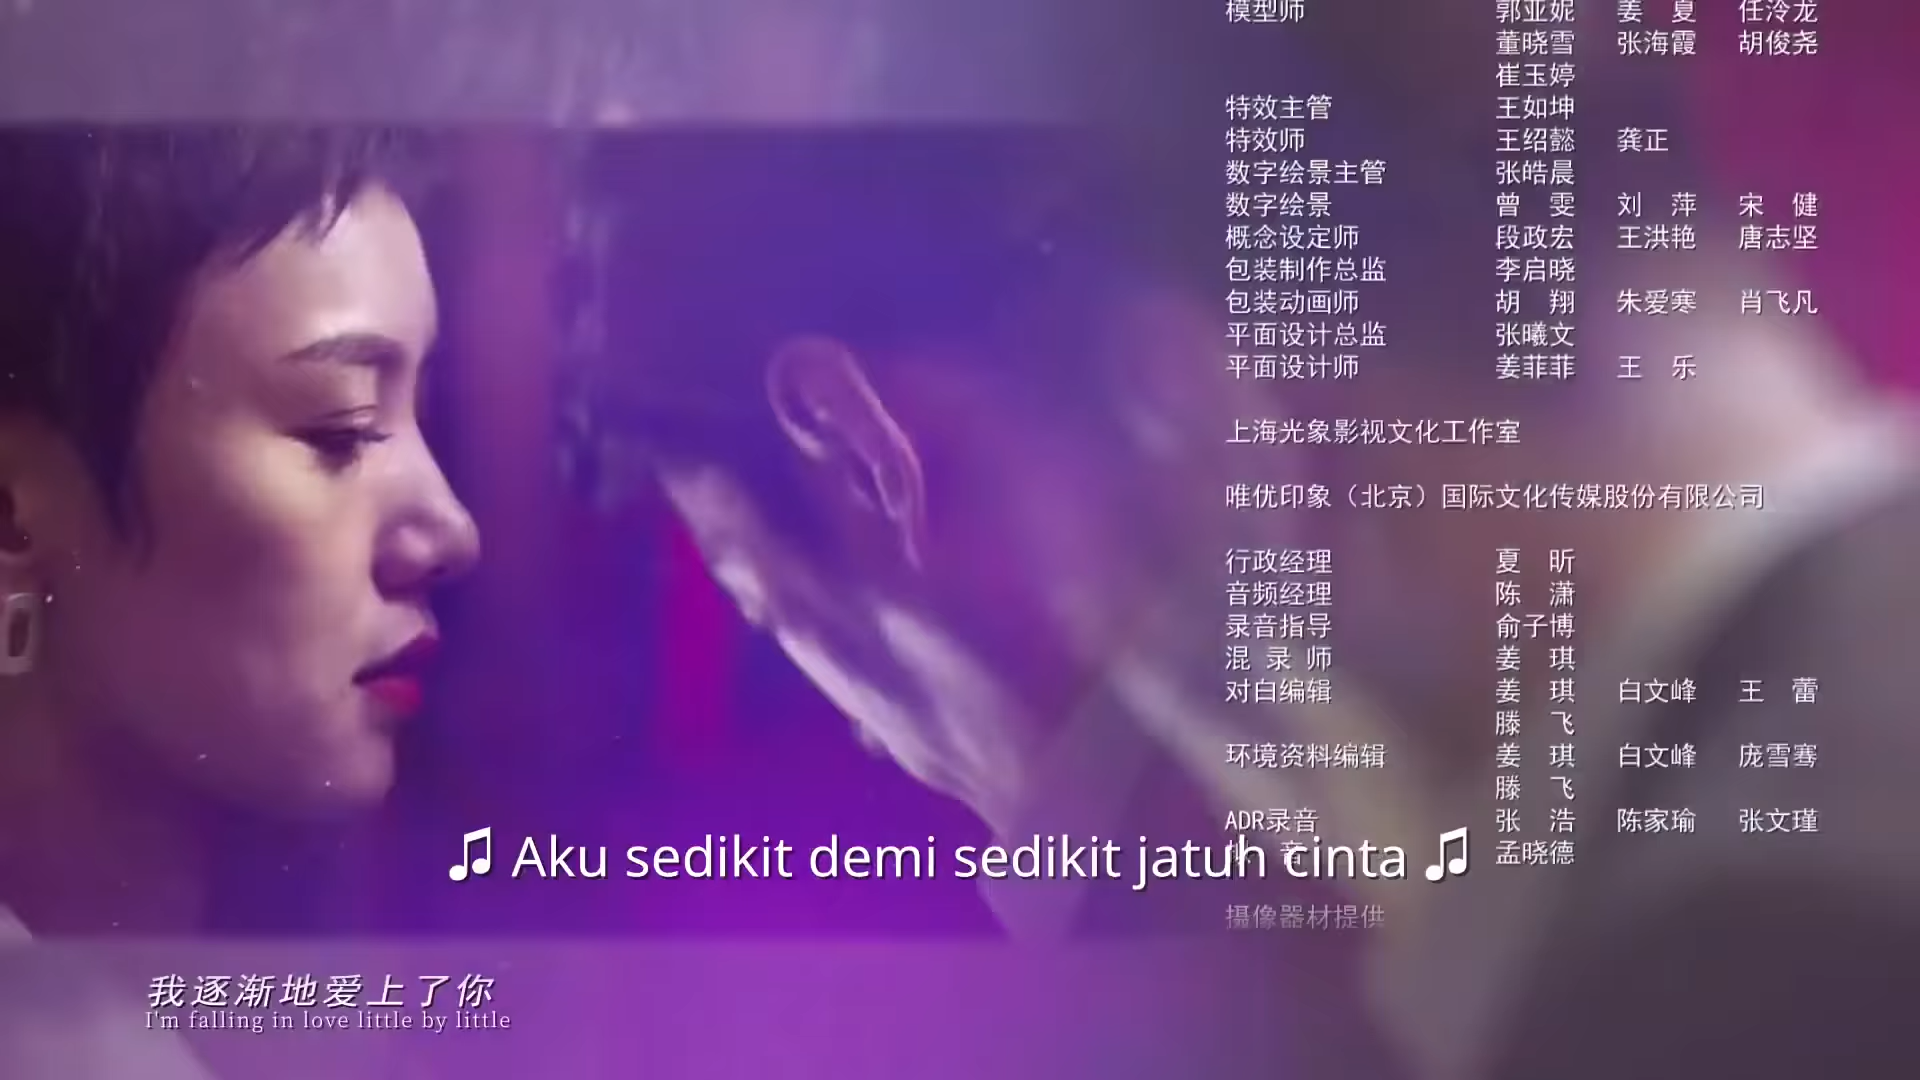 模型师 郭亚妮 姜 夏 任泠龙
董晓雪 张海霞 胡俊尧
崔玉婷
特效主管 王如坤
特效师 王绍懿 龚正
数字绘景主管 张皓晨
数字绘景 曾 雯 刘 萍 宋 健
概念设定师 段政宏 王洪艳 唐志坚
包装制作总监 李启晓
包装动画师 胡 翔 朱爱寒 肖飞凡
平面设计总监 张曦文
平面设计师 姜菲菲 王 乐
上海光象影视文化工作室
唯优印象（北京）国际文化传媒股份有限公司
行政经理 夏 昕
音频经理 陈 潇
录音指导 俞子博
混 录 师 姜 琪
对白编辑 姜 琪 白文峰 王 蕾
滕 飞
环境资料编辑 姜 琪 白文峰 庞雪骞
滕 飞
ADR录音 张 浩 陈家瑜 张文瑾
音 孟晓德
♫ Aku sedikit demi sedikit jatuh cinta ♫
摄像器材提供
我逐渐地爱上了你
I'm falling in love little by little